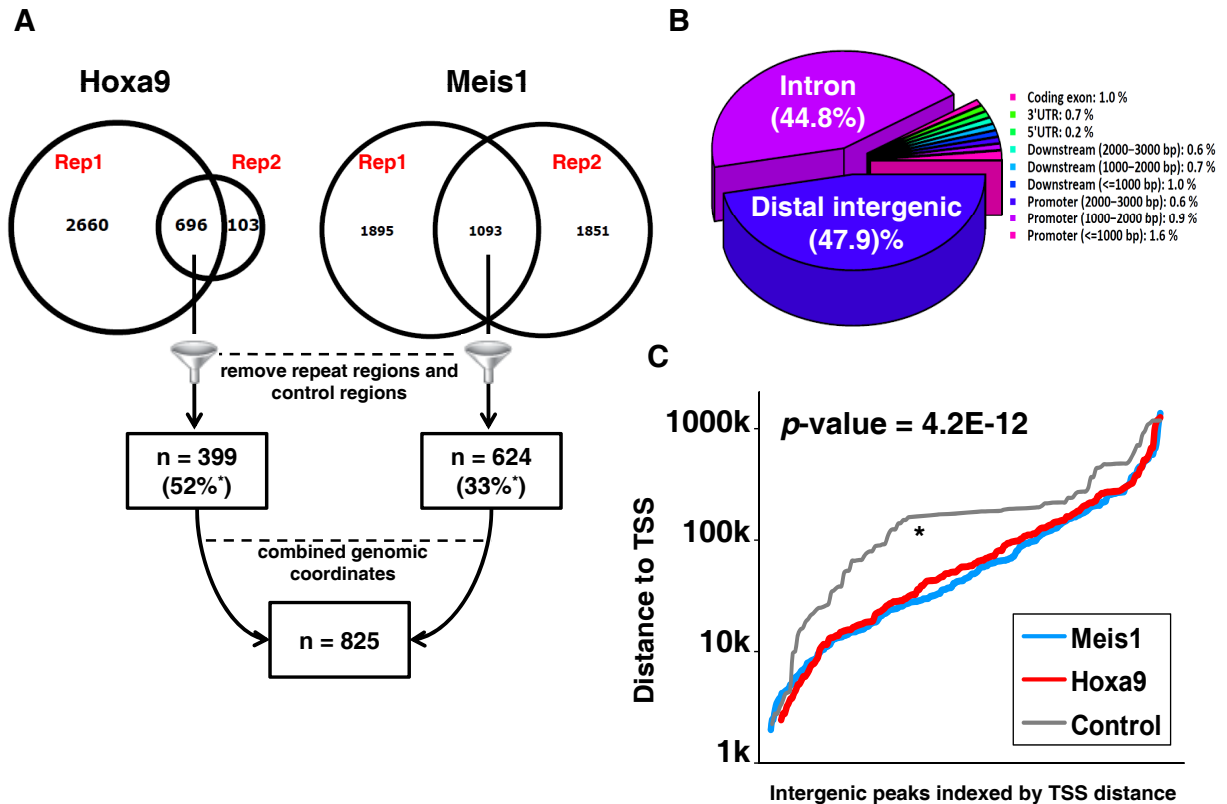 A
Hoxa9
Meis1
Rep1
Rep2
2660
696
103
Rep1
Rep2
1895
1093
1851
remove repeat regions and
control regions
n = 399
(52%*)
n = 624
(33%*)
combined genomic
coordinates
n = 825
B
Intron
(44.8%)
Distal intergenic
(47.9)%
Coding exon: 1.0 %
3'UTR: 0.7 %
5'UTR: 0.2 %
Downstream (2000–3000 bp): 0.6 %
Downstream (1000–2000 bp): 0.7 %
Downstream (<=1000 bp): 1.0 %
Promoter (2000–3000 bp): 0.6 %
Promoter (1000–2000 bp): 0.9 %
Promoter (<=1000 bp): 1.6 %
C
p-value = 4.2E-12
Distance to TSS
1000k
100k
10k
1k
*
Meis1
Hoxa9
Control
Intergenic peaks indexed by TSS distance